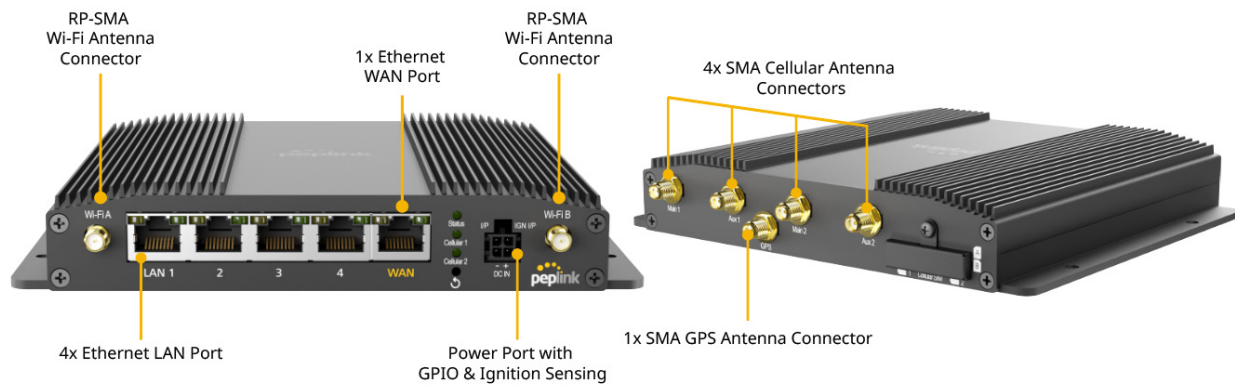 RP-SMA
Wi-Fi Antenna
Connector
1x Ethernet
WAN Port
RP-SMA
Wi-Fi Antenna
Connector
4x SMA Cellular Antenna
Connectors
peplink
Wi-Fi A
Wi-Fi B
Status
Cellular 1
Cellular 2
I/P
IGN I/P
- +
DC IN
LAN 1
2
3
4
WAN
peplink
Main 1
Aux 1
Main 2
Aux 2
GPS
A
B
4x Ethernet LAN Port
Power Port with
GPIO & Ignition Sensing
1x SMA GPS Antenna Connector